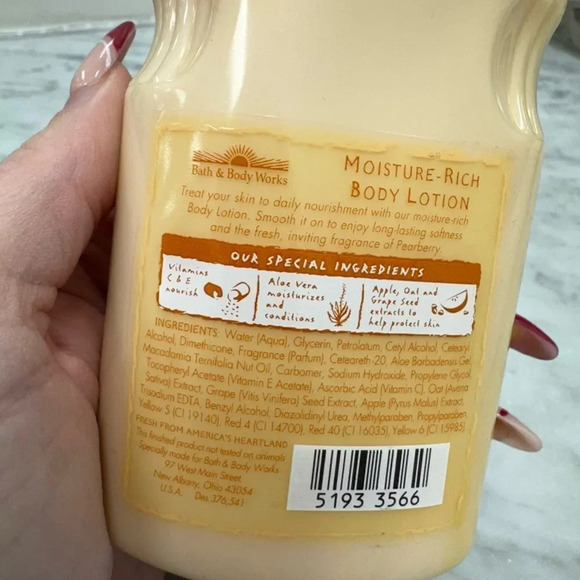 Bath & Body Works
MOISTURE-RICH
BODY LOTION
Treat your skin to daily nourishment with our moisture-rich
Body Lotion. Smooth it on to enjoy long-lasting softness
and the fresh, inviting fragrance of Pearberry.
OUR SPECIAL INGREDIENTS
Vitamins
C & E
nourish
Aloe Vera
moisturizes
and
conditions
Apple, Oat and
Grape Seed
extracts to
help protect skin
INGREDIENTS: Water (Aqua), Glycerin, Petrolatum, Cetyl Alcohol, Cetearyl
Alcohol, Dimethicone, Fragrance (Parfum), Ceteareth-20, Aloe Barbadensis Gel,
Macadamia Ternifolia Nut Oil, Carbomer, Sodium Hydroxide, Propylene Glycol,
Tocopheryl Acetate (Vitamin E Acetate), Ascorbic Acid (Vitamin C), Oat (Avena
Sativa) Extract, Grape (Vitis Vinifera) Seed Extract, Apple (Pyrus Malus) Extract,
Trisodium EDTA, Benzyl Alcohol, Diazolidinyl Urea, Methylparaben, Propylparaben,
Yellow 5 (CI 19140), Red 4 (CI 14700), Red 40 (CI 16035), Yellow 6 (CI 15985)
FRESH FROM AMERICA'S HEARTLAND
This finished product not tested on animals
Specially made for Bath & Body Works
97 West Main Street
New Albany, Ohio 43054
U.S.A. Des 376,541
5193 3566